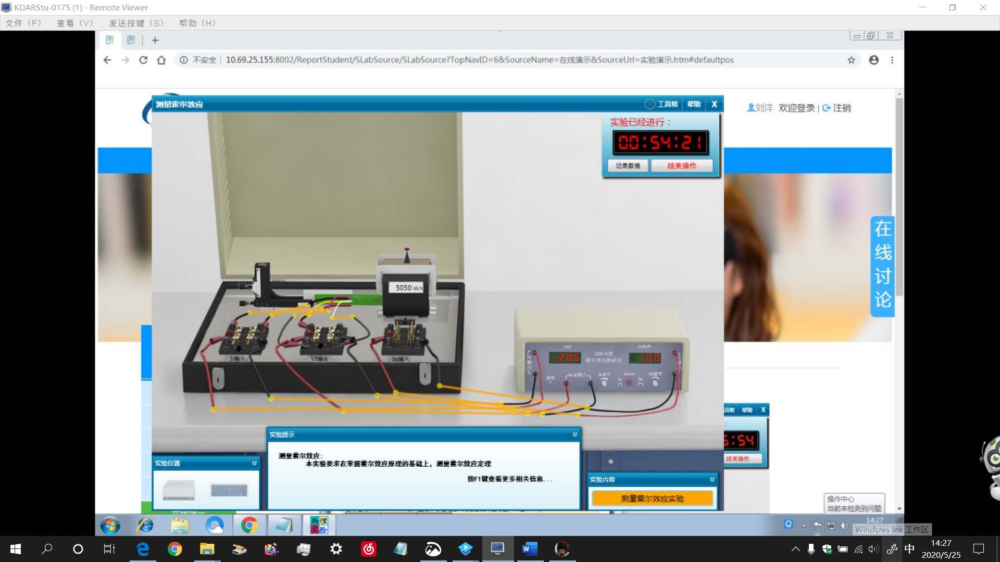 KDARStu-0175 (1) - Remote Viewer
文件（F） 查看（V） 发送按键（S） 帮助（H）
不安全 | 10.69.25.155:8002/ReportStudent/SLabSource/SLabSource?TopNavID=6&SourceName=在线演示&SourceUrl=实验演示.htm#defaultpos
测量霍尔效应
工具箱 帮助 X
刘洋 欢迎登录 | 注销
实验已经进行：
00:54:21
记录数据 结束操作
在线讨论
5050 GS/A
Is输入 VH输出 Im输入
mV mA/A
-206 100
QS-H型
霍尔效应测试仪
帮助 X
5:54
结束操作
实验提示
测量霍尔效应:
本实验要求在掌握霍尔效应原理的基础上，测量霍尔效应定理
按F1键查看更多相关信息...
实验仪器
实验内容
测量霍尔效应实验
操作中心
当前未检测到问题
物理
实验
14:27
Windows Ink 工作区
中
14:27
2020/5/25